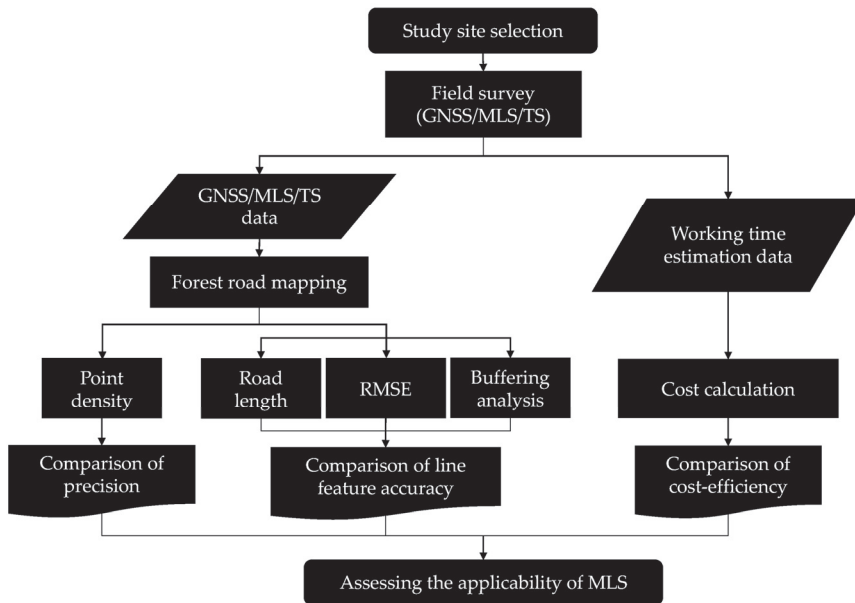 Study site selection
Field survey
(GNSS/MLS/TS)
GNSS/MLS/TS
data
Working time
estimation data
Forest road mapping
Point
density
Road
length
RMSE
Buffering
analysis
Cost calculation
Comparison of
precision
Comparison of line
feature accuracy
Comparison of
cost-efficiency
Assessing the applicability of MLS